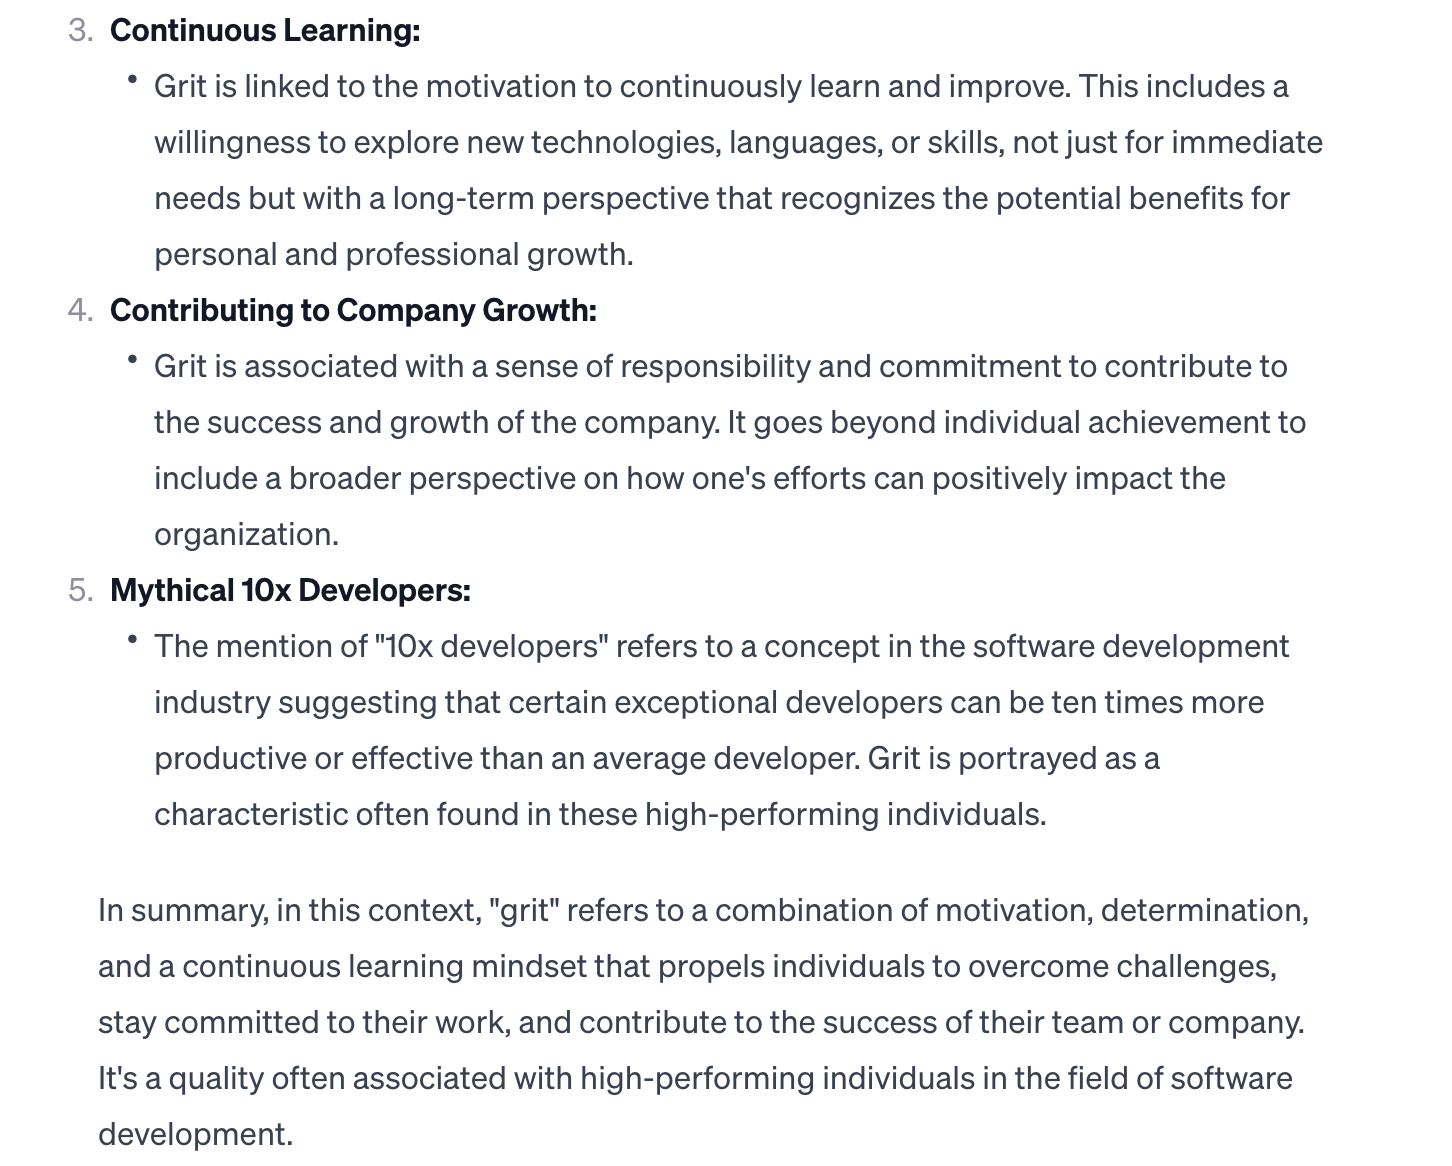 3. Continuous Learning:
• Grit is linked to the motivation to continuously learn and improve. This includes a
willingness to explore new technologies, languages, or skills, not just for immediate
needs but with a long-term perspective that recognizes the potential benefits for
personal and professional growth.
4. Contributing to Company Growth:
• Grit is associated with a sense of responsibility and commitment to contribute to
the success and growth of the company. It goes beyond individual achievement to
include a broader perspective on how one's efforts can positively impact the
organization.
5. Mythical 10x Developers:
• The mention of "10x developers" refers to a concept in the software development
industry suggesting that certain exceptional developers can be ten times more
productive or effective than an average developer. Grit is portrayed as a
characteristic often found in these high-performing individuals.
In summary, in this context, "grit" refers to a combination of motivation, determination,
and a continuous learning mindset that propels individuals to overcome challenges,
stay committed to their work, and contribute to the success of their team or company.
It's a quality often associated with high-performing individuals in the field of software
development.